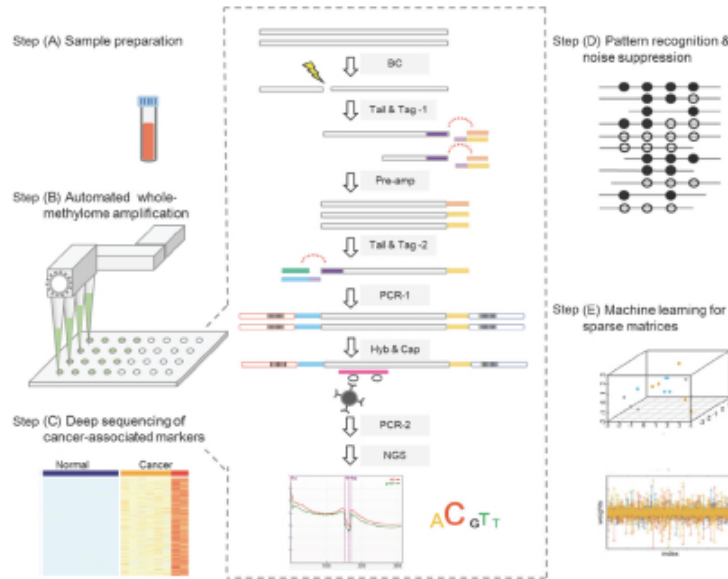 Step (A) Sample preparation
Step (B) Automated whole-
methylome amplification
Step (C) Deep sequencing of
cancer-associated markers
Normal
Cancer
BC
Tail & Tag -1
Pre-amp
Tail & Tag -2
PCR-1
Hyb & Cap
PCR-2
NGS
ACGTT
Step (D) Pattern recognition &
noise suppression
Step (E) Machine learning for
sparse matrices
weights
index